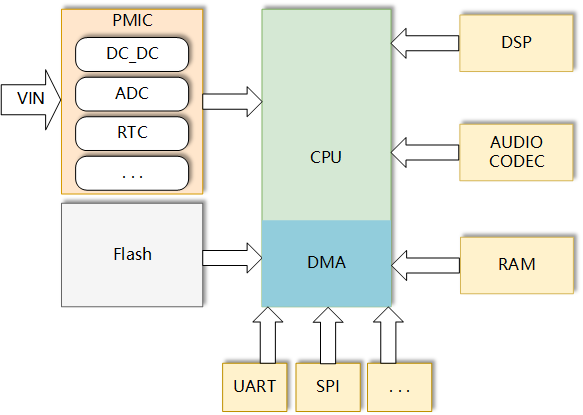 PMIC
DC_DC
ADC
RTC
...
VIN
Flash
CPU
DMA
DSP
AUDIO
CODEC
RAM
UART
SPI
...